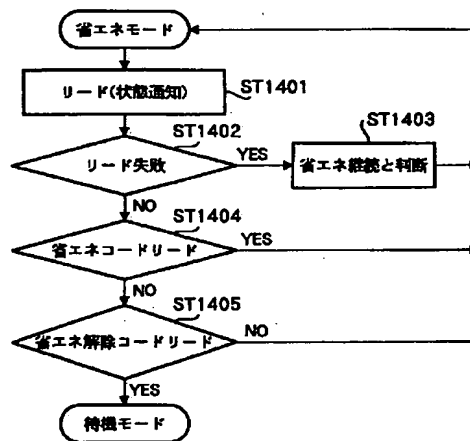 省エネモード
リード(状態通知)
ST1401
ST1402
リード失敗
YES
ST1403
省エネ継続と判断
NO
ST1404
省エネコードリード
YES
NO
ST1405
省エネ解除コードリード
NO
YES
待機モード